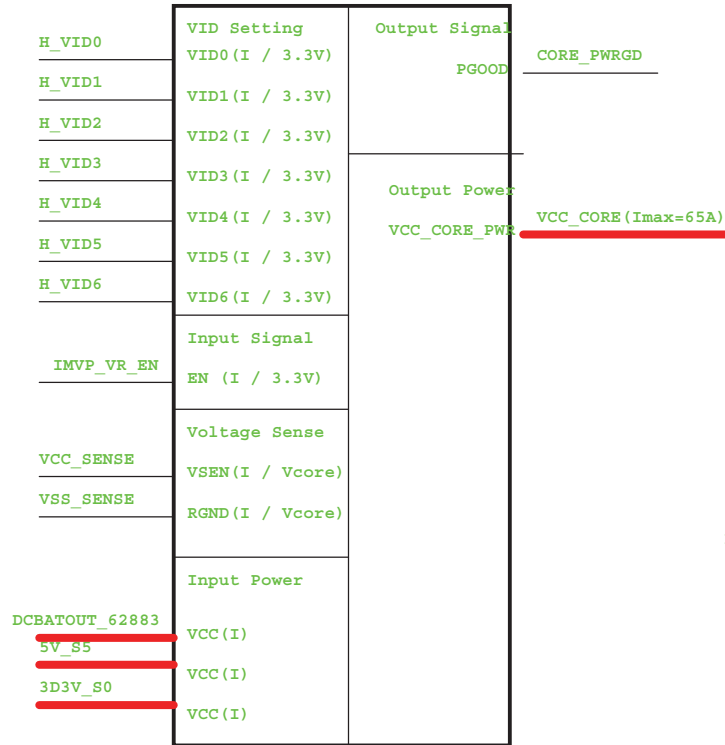 VID Setting
Output Signal
H_VID0
VID0(I / 3.3V)
CORE_PWRGD
PGOOD
H_VID1
VID1(I / 3.3V)
H_VID2
VID2(I / 3.3V)
H_VID3
VID3(I / 3.3V)
Output Power
H_VID4
VID4(I / 3.3V)
VCC_CORE(Imax=65A)
VCC_CORE_PWR
H_VID5
VID5(I / 3.3V)
H_VID6
VID6(I / 3.3V)
Input Signal
IMVP_VR_EN
EN (I / 3.3V)
Voltage Sense
VCC_SENSE
VSEN(I / Vcore)
VSS_SENSE
RGND(I / Vcore)
Input Power
DCBATOUT_62883
VCC(I)
5V_S5
VCC(I)
3D3V_S0
VCC(I)